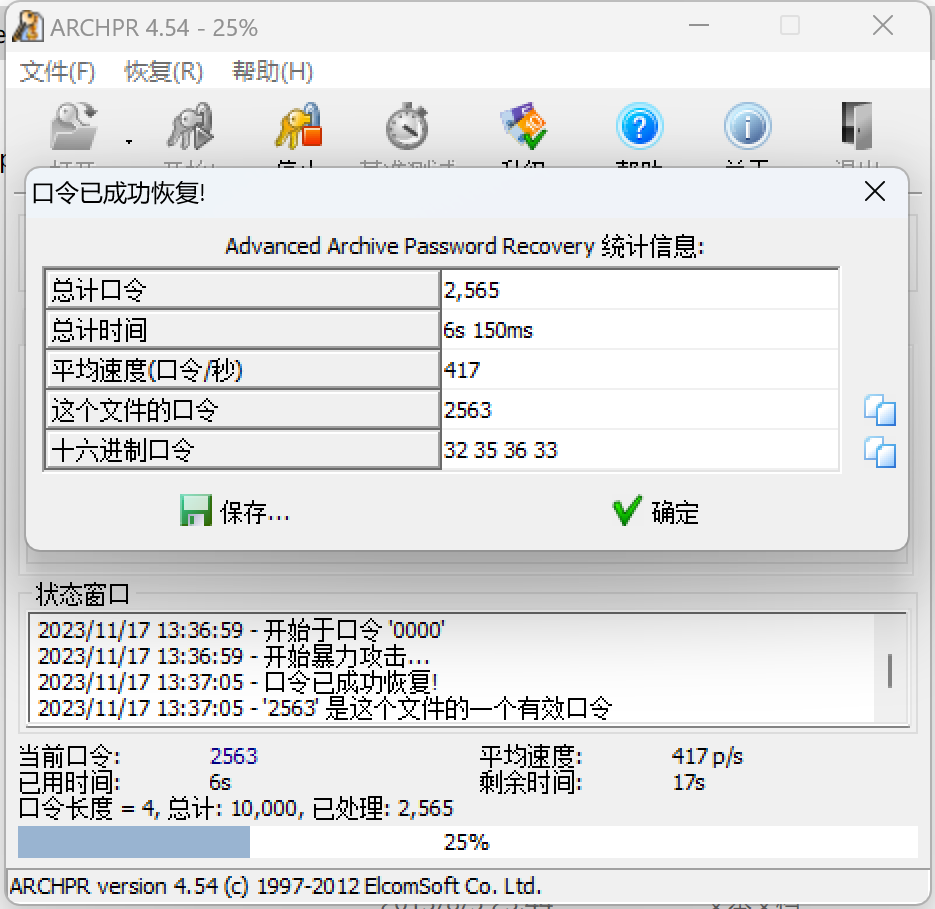 ARCHPR 4.54 - 25%
文件(F) 恢复(R) 帮助(H)
口令已成功恢复!
Advanced Archive Password Recovery 统计信息:
总计口令 2,565
总计时间 6s 150ms
平均速度(口令/秒) 417
这个文件的口令 2563
十六进制口令 32 35 36 33
保存... 确定
状态窗口
2023/11/17 13:36:59 - 开始于口令 '0000'
2023/11/17 13:36:59 - 开始暴力攻击...
2023/11/17 13:37:05 - 口令已成功恢复!
2023/11/17 13:37:05 - '2563' 是这个文件的一个有效口令
当前口令: 2563 平均速度: 417 p/s
已用时间: 6s 剩余时间: 17s
口令长度 = 4, 总计: 10,000, 已处理: 2,565
25%
ARCHPR version 4.54 (c) 1997-2012 ElcomSoft Co. Ltd.